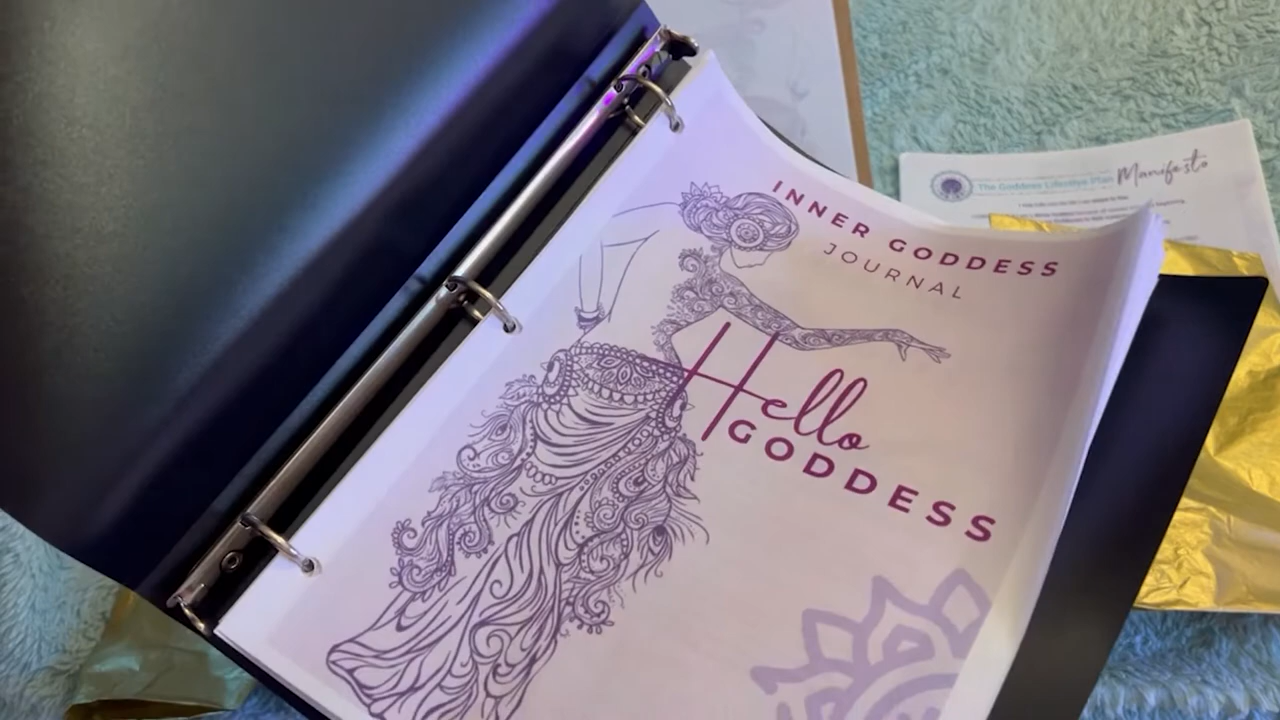 INNER GODDESS
JOURNAL
Hello
GODDESS
The Goddess Lifestyle Plan Manifesto